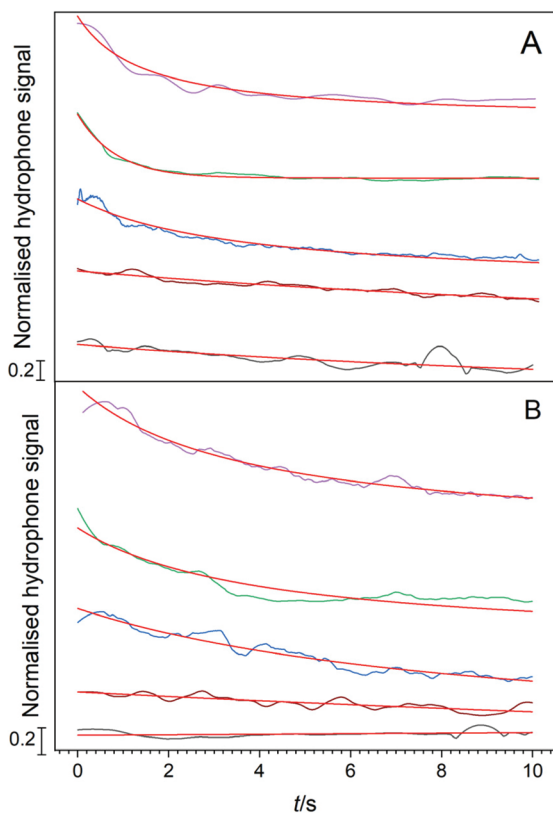 A
Normalised hydrophone signal
0.2
B
Normalised hydrophone signal
0.2
0 2 4 6 8 10
t/s